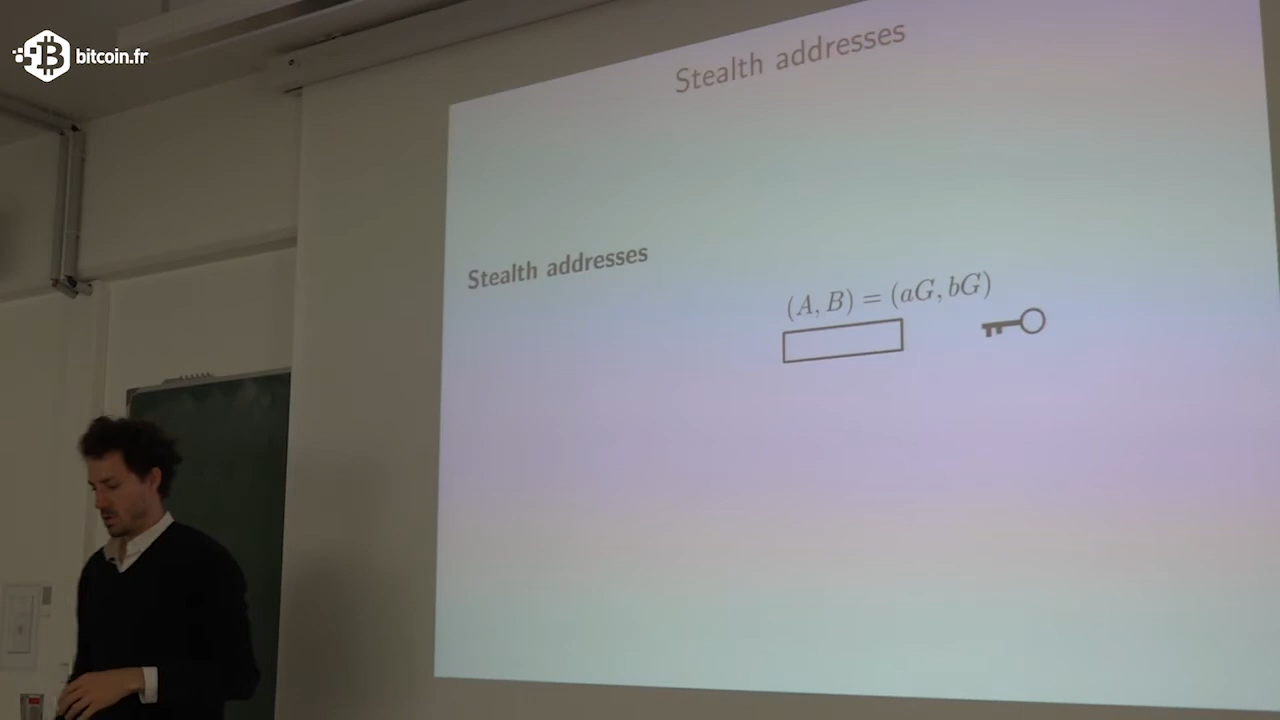 bitcoin.fr
Stealth addresses
Stealth addresses
(A, B) = (aG, bG)